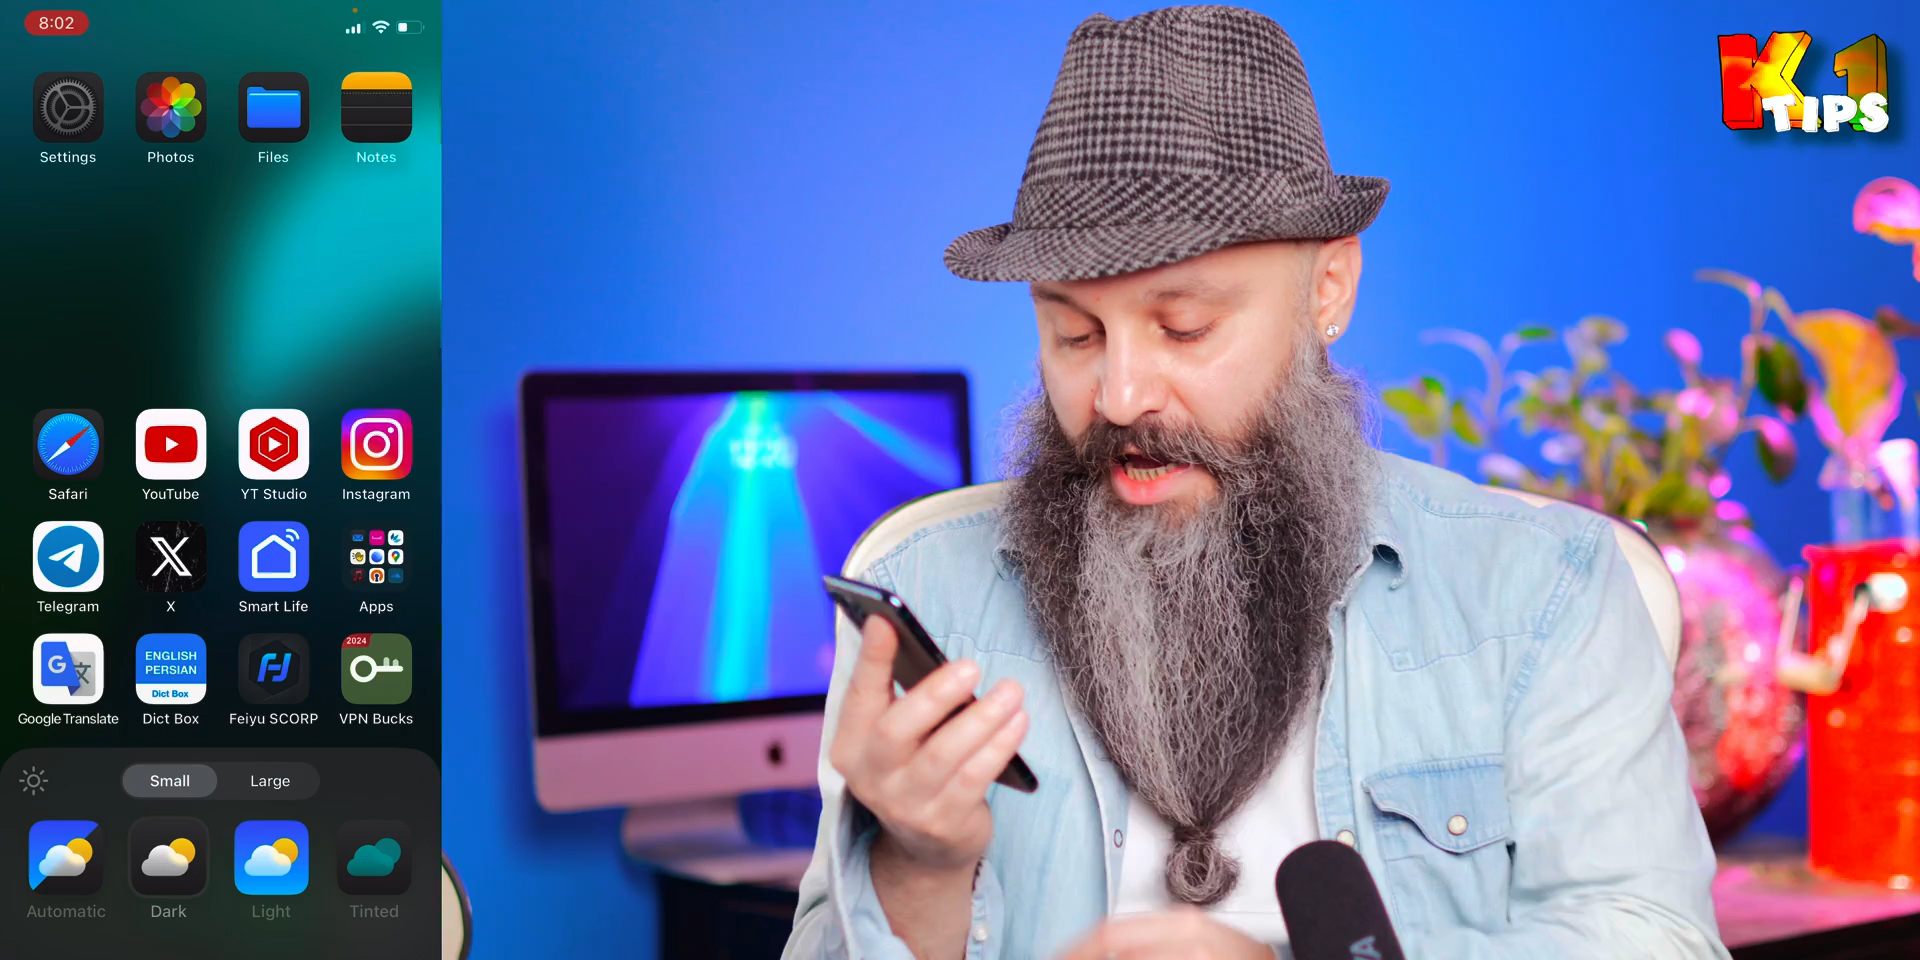 8:02
Settings
Photos
Files
Notes
Safari
YouTube
YT Studio
Instagram
Telegram
X
Smart Life
Apps
G
ENGLISH
PERSIAN
Dict Box
2024
Google Translate
Dict Box
Feiyu SCORP
VPN Bucks
Small
Large
Automatic
Dark
Light
Tinted
K1
TIPS